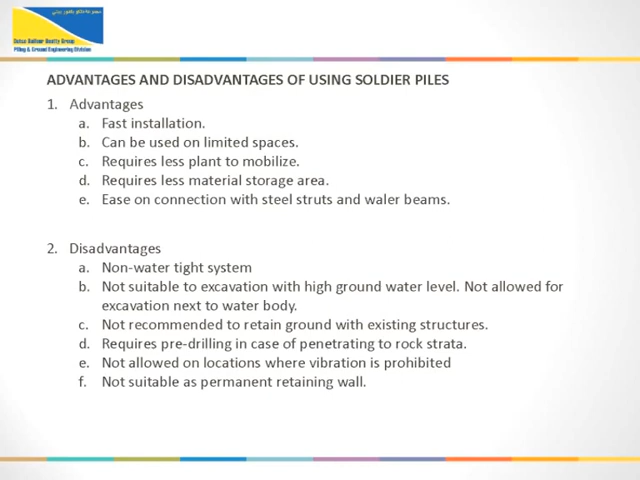 Dutco Balfour Beatty Group
Piling & Ground Engineering Division
ADVANTAGES AND DISADVANTAGES OF USING SOLDIER PILES
1. Advantages
a. Fast installation.
b. Can be used on limited spaces.
c. Requires less plant to mobilize.
d. Requires less material storage area.
e. Ease on connection with steel struts and waler beams.
2. Disadvantages
a. Non-water tight system
b. Not suitable to excavation with high ground water level. Not allowed for
excavation next to water body.
c. Not recommended to retain ground with existing structures.
d. Requires pre-drilling in case of penetrating to rock strata.
e. Not allowed on locations where vibration is prohibited
f. Not suitable as permanent retaining wall.